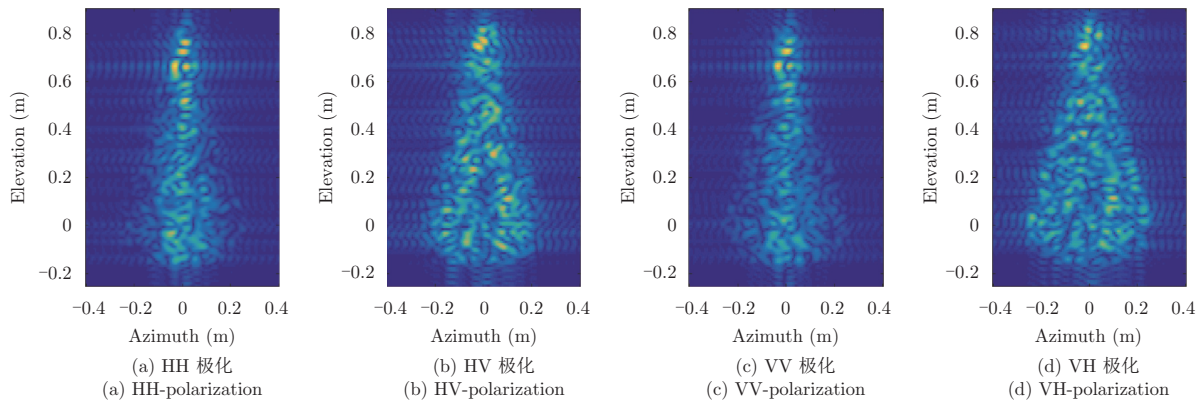 0.8
0.6
0.4
0.2
0
−0.2
Elevation (m)
−0.4 −0.2 0 0.2 0.4
Azimuth (m)
(a) HH 极化
(a) HH-polarization
0.8
0.6
0.4
0.2
0
−0.2
Elevation (m)
−0.4 −0.2 0 0.2 0.4
Azimuth (m)
(b) HV 极化
(b) HV-polarization
0.8
0.6
0.4
0.2
0
−0.2
Elevation (m)
−0.4 −0.2 0 0.2 0.4
Azimuth (m)
(c) VV 极化
(c) VV-polarization
0.8
0.6
0.4
0.2
0
−0.2
Elevation (m)
−0.4 −0.2 0 0.2 0.4
Azimuth (m)
(d) VH 极化
(d) VH-polarization